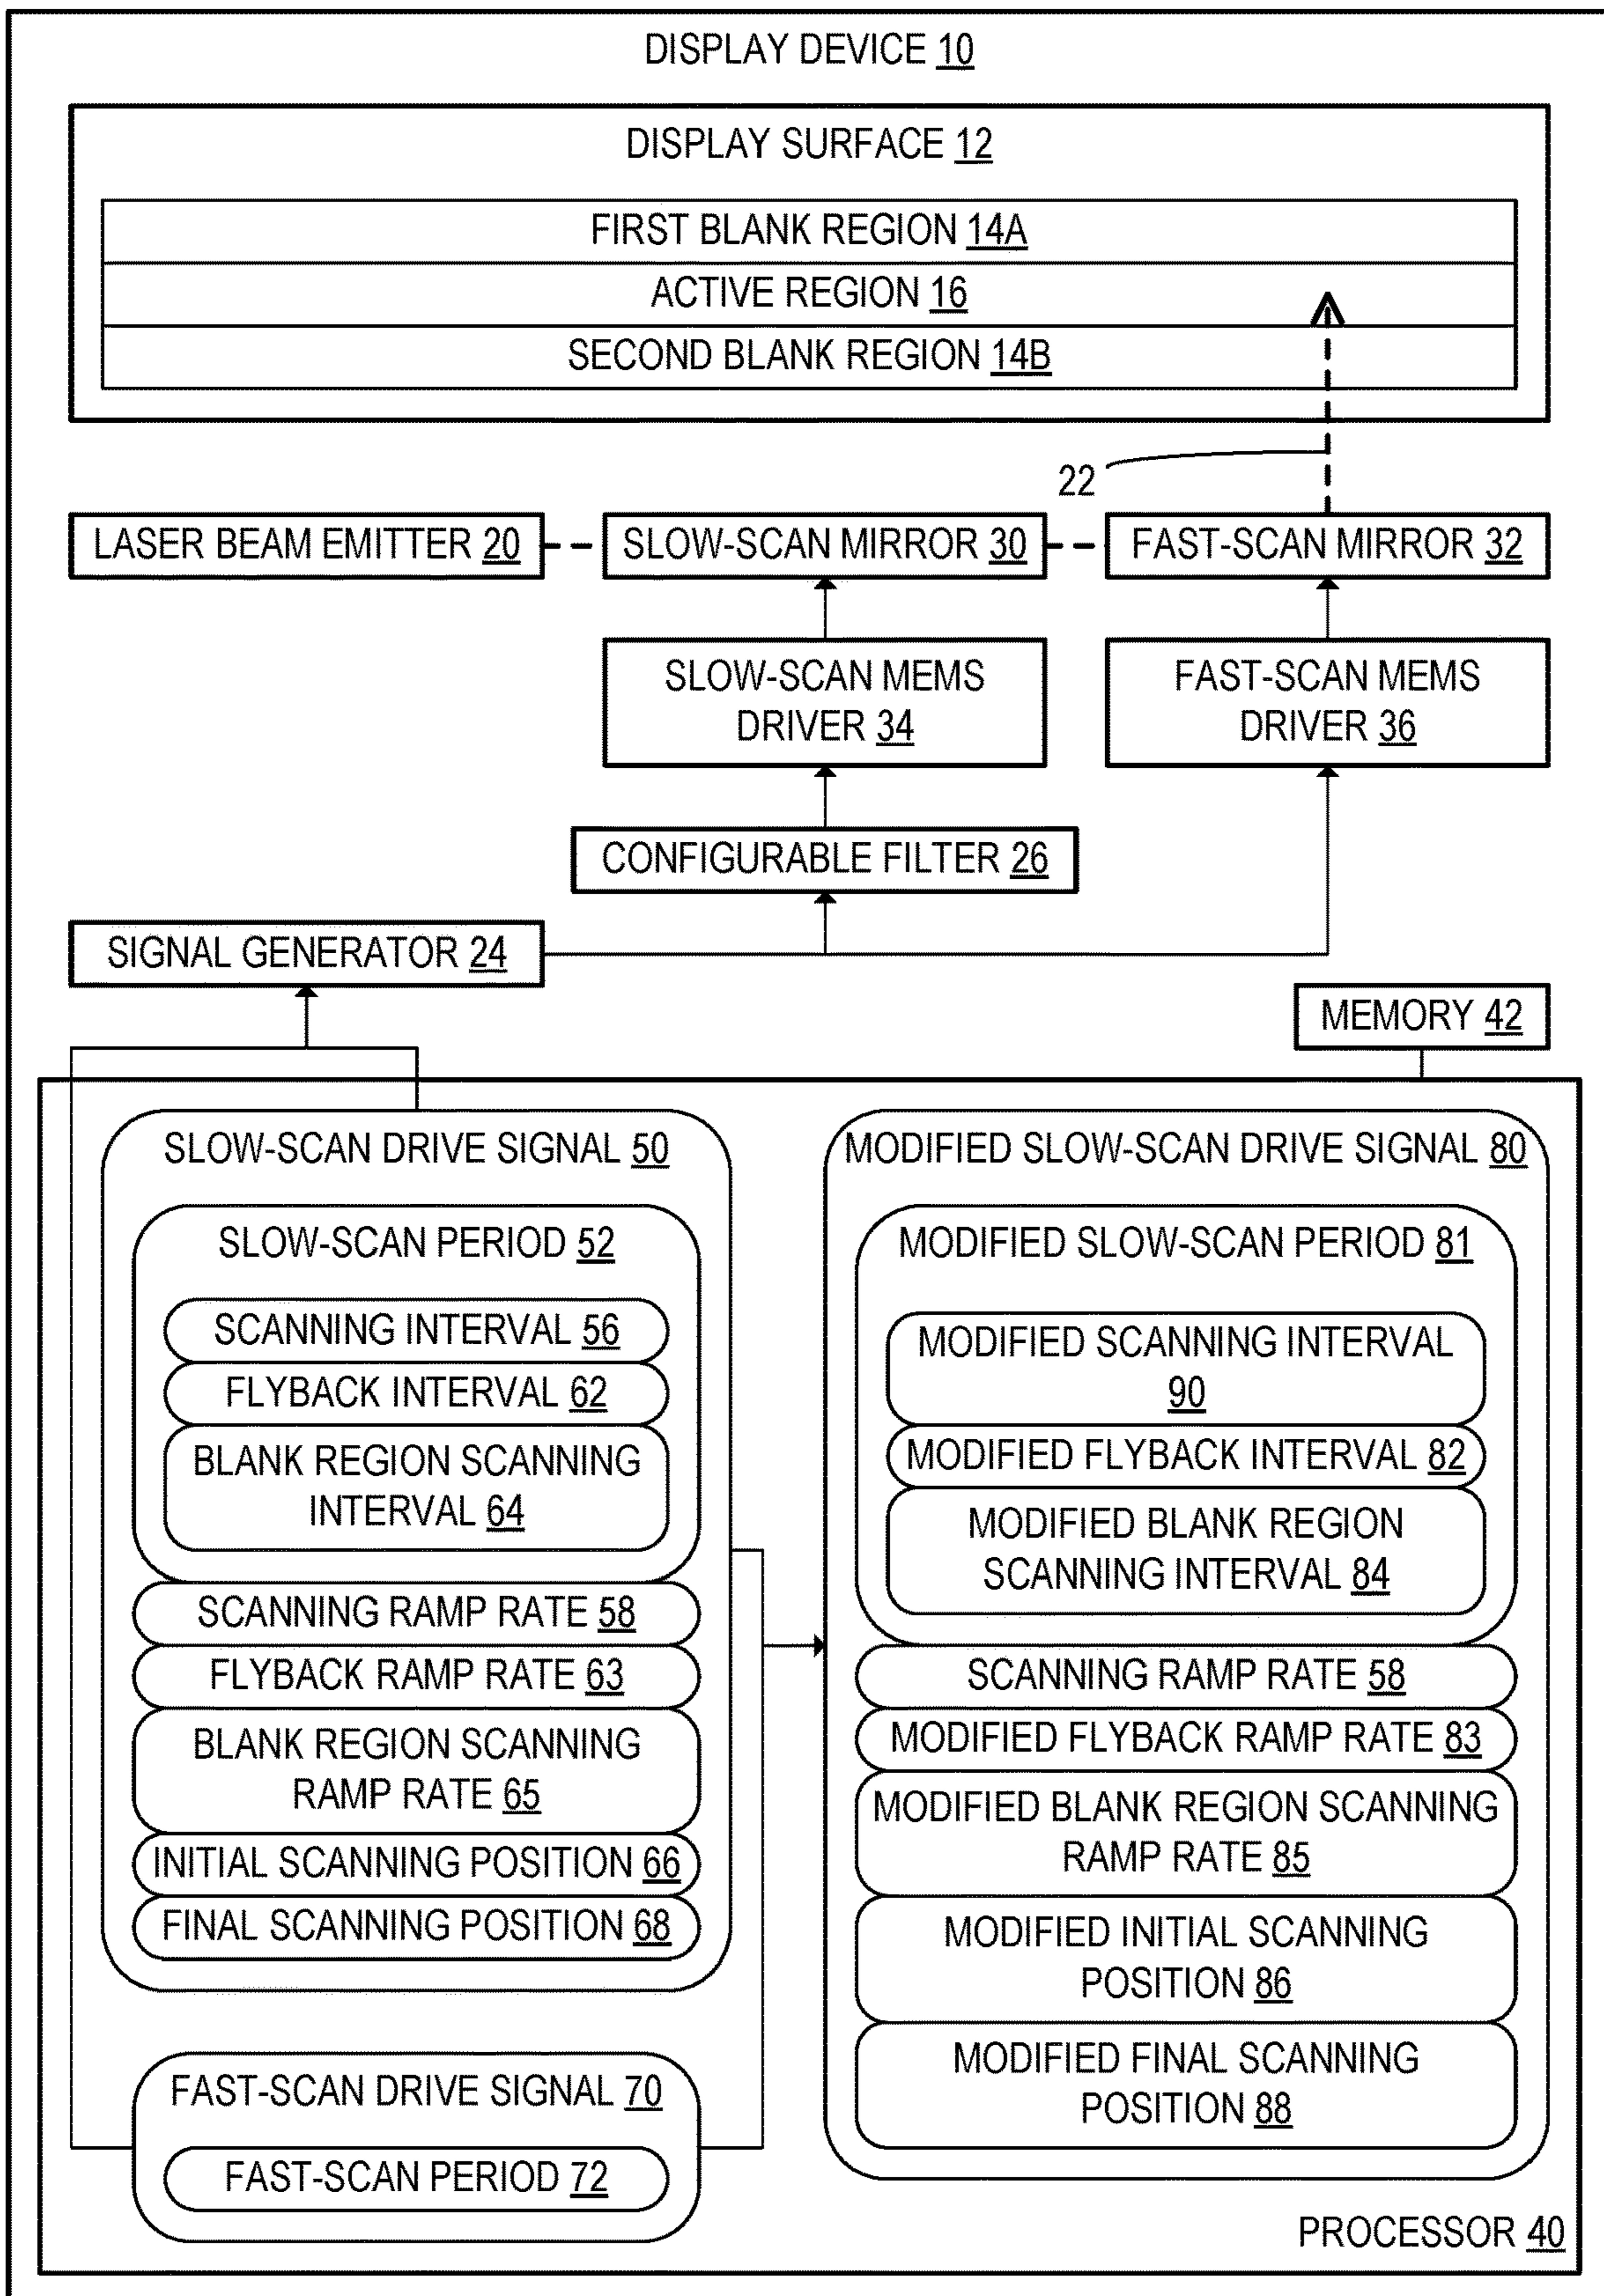 DISPLAY DEVICE 10
DISPLAY SURFACE 12
FIRST BLANK REGION 14A
ACTIVE REGION 16
SECOND BLANK REGION 14B
22
LASER BEAM EMITTER 20
SLOW-SCAN MIRROR 30
FAST-SCAN MIRROR 32
SLOW-SCAN MEMS
DRIVER 34
FAST-SCAN MEMS
DRIVER 36
CONFIGURABLE FILTER 26
SIGNAL GENERATOR 24
MEMORY 42
SLOW-SCAN DRIVE SIGNAL 50
SLOW-SCAN PERIOD 52
SCANNING INTERVAL 56
FLYBACK INTERVAL 62
BLANK REGION SCANNING
INTERVAL 64
SCANNING RAMP RATE 58
FLYBACK RAMP RATE 63
BLANK REGION SCANNING
RAMP RATE 65
INITIAL SCANNING POSITION 66
FINAL SCANNING POSITION 68
FAST-SCAN DRIVE SIGNAL 70
FAST-SCAN PERIOD 72
MODIFIED SLOW-SCAN DRIVE SIGNAL 80
MODIFIED SLOW-SCAN PERIOD 81
MODIFIED SCANNING INTERVAL
90
MODIFIED FLYBACK INTERVAL 82
MODIFIED BLANK REGION
SCANNING INTERVAL 84
SCANNING RAMP RATE 58
MODIFIED FLYBACK RAMP RATE 83
MODIFIED BLANK REGION SCANNING
RAMP RATE 85
MODIFIED INITIAL SCANNING
POSITION 86
MODIFIED FINAL SCANNING
POSITION 88
PROCESSOR 40